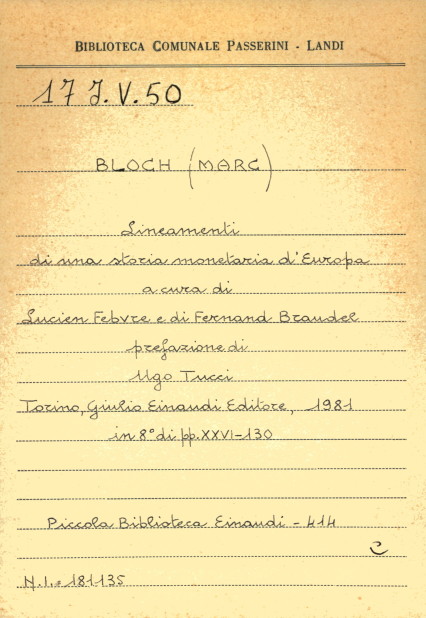 BIBLIOTECA COMUNALE PASSERINI - LANDI
17 J.V.50
BLOCH (MARC)
Lineamenti
di una storia monetaria d'Europa
a cura di
Lucien Febvre e di Fernand Braudel
prefazione di
Ugo Tucci
Torino, Giulio Einaudi Editore, 1981
in 8° di pp. XXVI-130
Piccola Biblioteca Einaudi - 414
C
N.I. = 181135